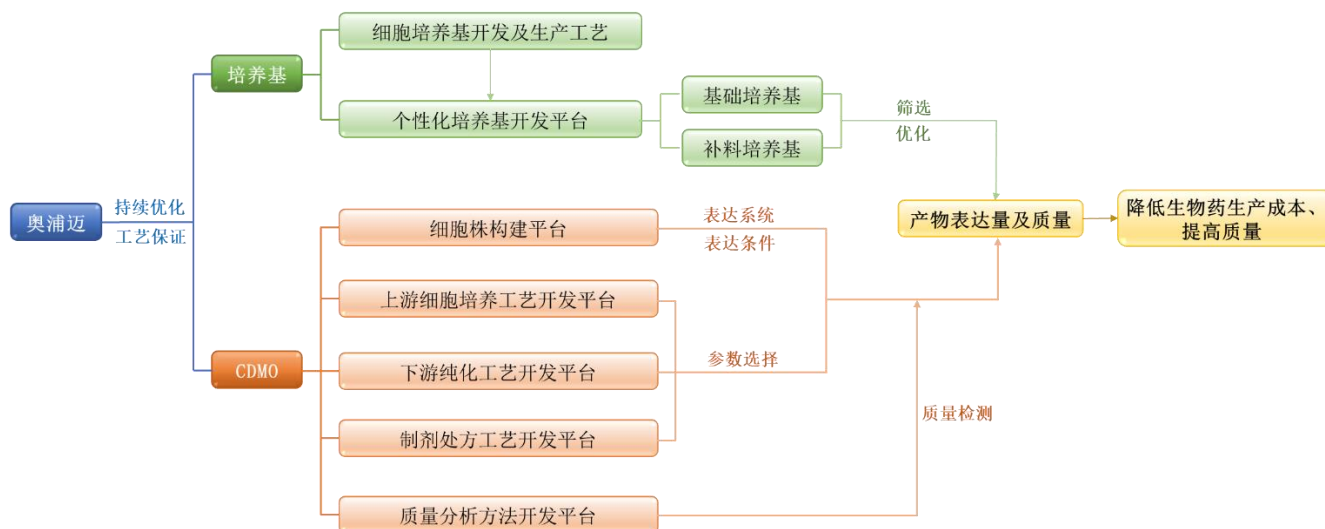 细胞培养基开发及生产工艺
培养基
个性化培养基开发平台
基础培养基
补料培养基
筛选
优化
奥浦迈
持续优化
工艺保证
细胞株构建平台
表达系统
表达条件
产物表达量及质量
降低生物药生产成本、
提高质量
上游细胞培养工艺开发平台
CDMO
下游纯化工艺开发平台
参数选择
制剂处方工艺开发平台
质量检测
质量分析方法开发平台